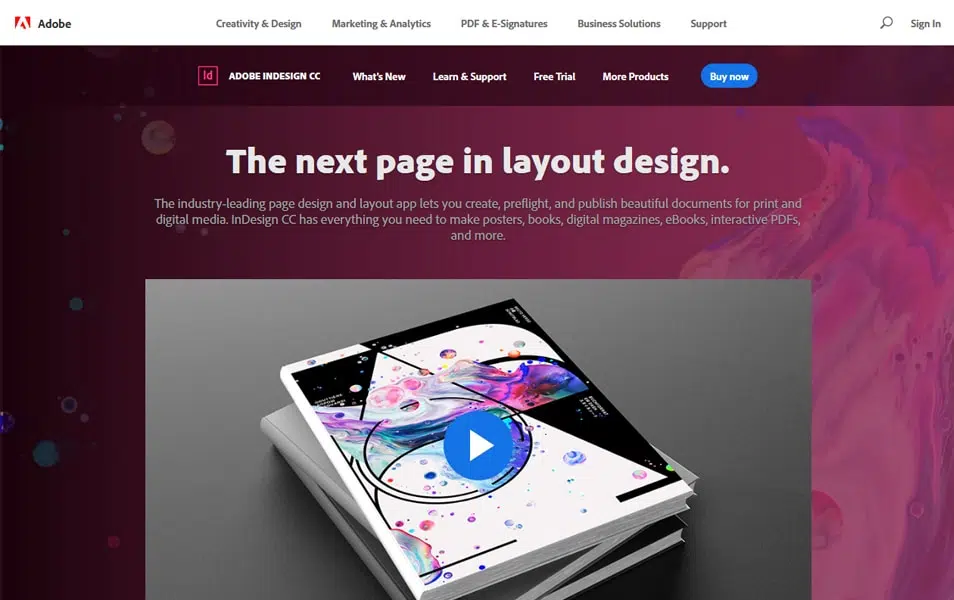 Adobe
Creativity & Design
Marketing & Analytics
PDF & E-Signatures
Business Solutions
Support
Sign In
Id
ADOBE INDESIGN CC
What's New
Learn & Support
Free Trial
More Products
Buy now
The next page in layout design.
The industry-leading page design and layout app lets you create, preflight, and publish beautiful documents for print and
digital media. InDesign CC has everything you need to make posters, books, digital magazines, eBooks, interactive PDFs,
and more.